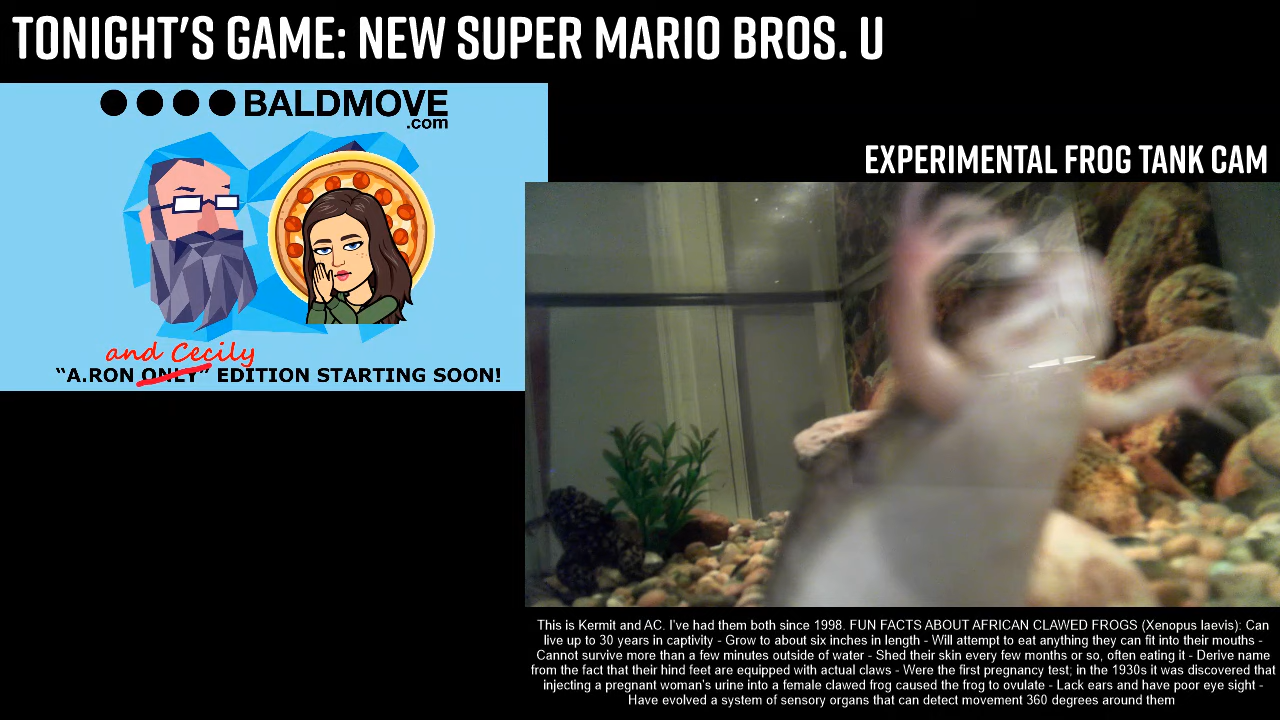 TONIGHT'S GAME: NEW SUPER MARIO BROS. U
BALDMOVE
.com
and Cecily
"A.RON ONLY" EDITION STARTING SOON!
EXPERIMENTAL FROG TANK CAM
This is Kermit and AC. I've had them both since 1998. FUN FACTS ABOUT AFRICAN CLAWED FROGS (Xenopus laevis): Can
live up to 30 years in captivity - Grow to about six inches in length - Will attempt to eat anything they can fit into their mouths -
Cannot survive more than a few minutes outside of water - Shed their skin every few months or so, often eating it - Derive name
from the fact that their hind feet are equipped with actual claws - Were the first pregnancy test; in the 1930s it was discovered that
injecting a pregnant woman's urine into a female clawed frog caused the frog to ovulate - Lack ears and have poor eye sight -
Have evolved a system of sensory organs that can detect movement 360 degrees around them